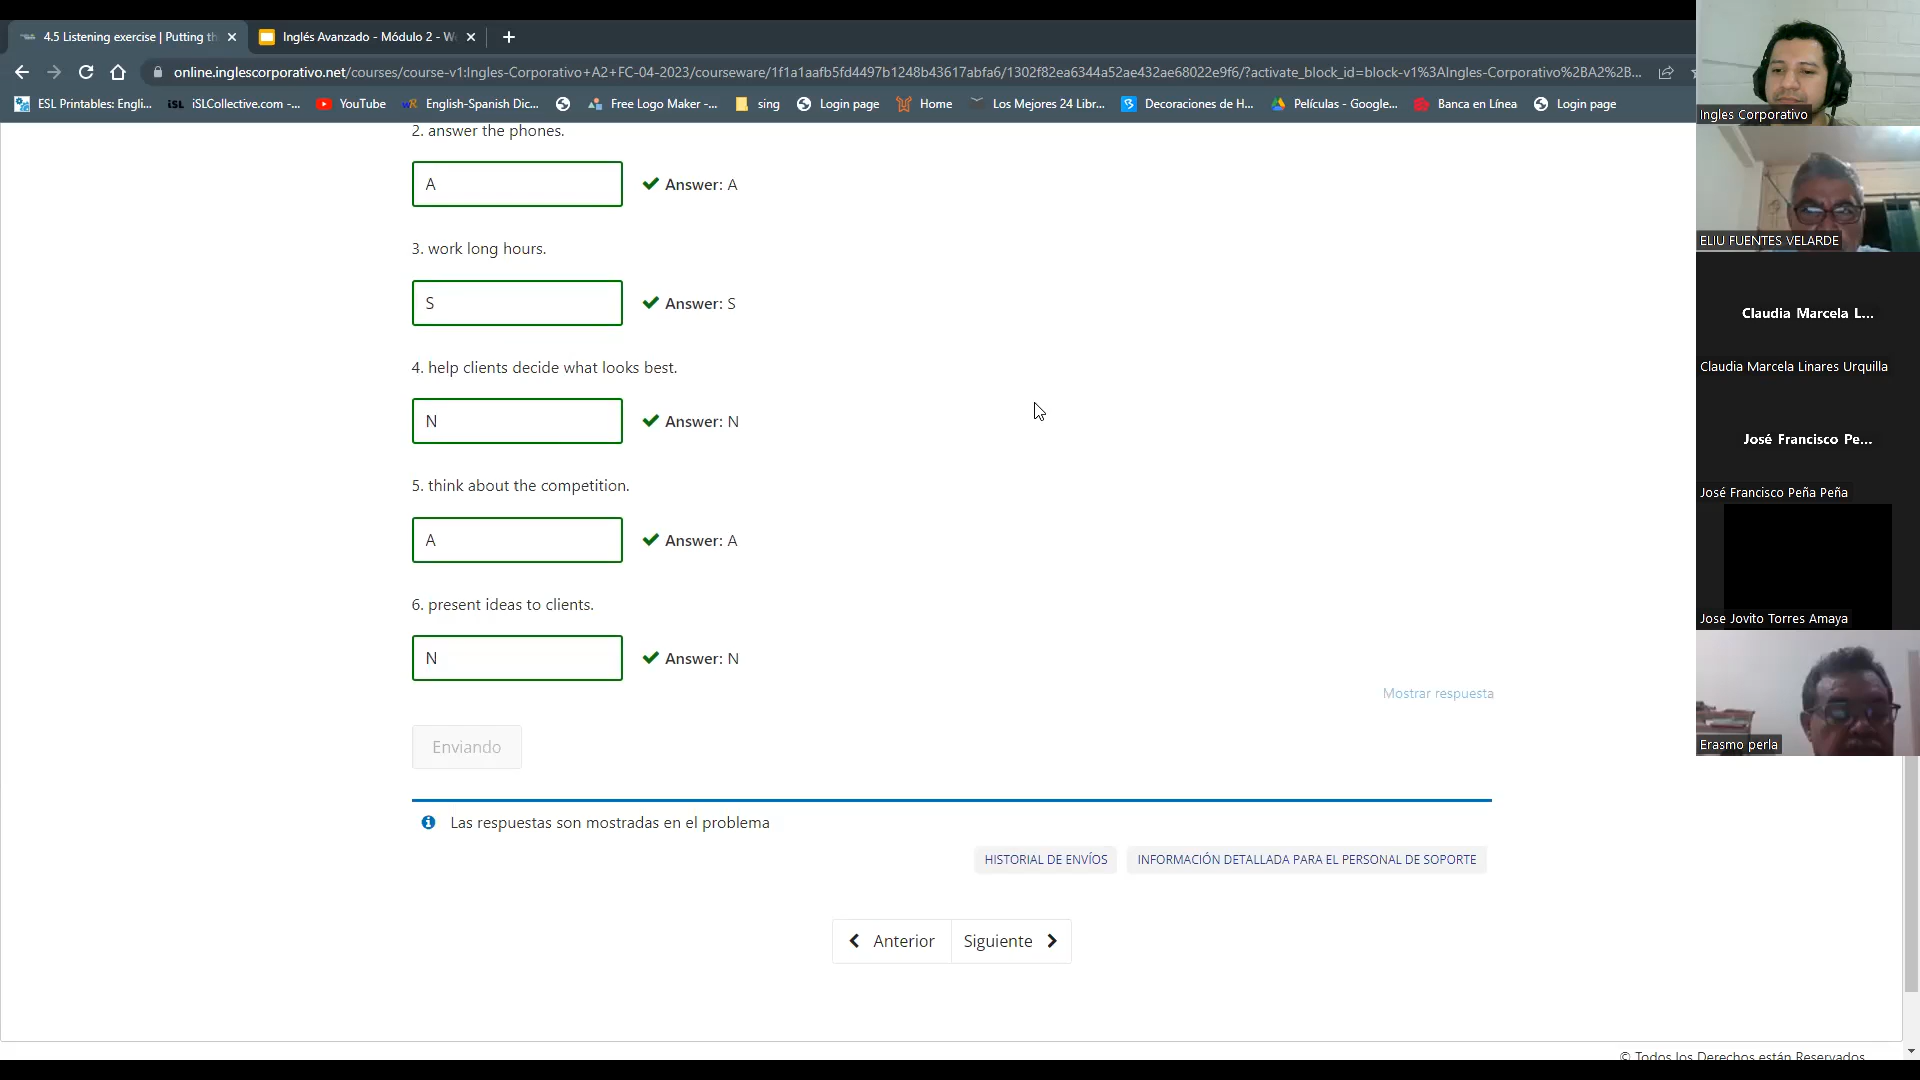 4.5 Listening exercise | Putting th
Inglés Avanzado - Módulo 2 - W
online.inglescorporativo.net/courses/course-v1:Ingles-Corporativo+A2+FC-04-2023/courseware/1f1a1aafb5fd4497b1248b43617abfa6/1302f82ea6344a52ae432ae68022e9f6/?activate_block_id=block-v1%3AIngles-Corporativo%2BA2%2B...
ESL Printables: Engli...
iSL iSLCollective.com -...
YouTube
WR English-Spanish Dic...
Free Logo Maker -...
sing
Login page
Home
Los Mejores 24 Libr...
Decoraciones de H...
Películas - Google...
Banca en Línea
Login page
2. answer the phones.
A
Answer: A
3. work long hours.
S
Answer: S
4. help clients decide what looks best.
N
Answer: N
5. think about the competition.
A
Answer: A
6. present ideas to clients.
N
Answer: N
Mostrar respuesta
Enviando
Las respuestas son mostradas en el problema
HISTORIAL DE ENVÍOS
INFORMACIÓN DETALLADA PARA EL PERSONAL DE SOPORTE
Anterior
Siguiente
© Todos los Derechos están Reservados
Ingles Corporativo
ELIU FUENTES VELARDE
Claudia Marcela L...
Claudia Marcela Linares Urquilla
José Francisco Pe...
José Francisco Peña Peña
Jose Jovito Torres Amaya
Erasmo perla